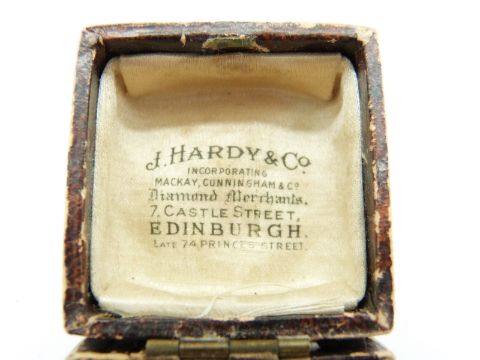 J. HARDY & Co.
INCORPORATING
MACKAY, CUNNINGHAM & Co.
Diamond Merchants.
7, CASTLE STREET,
EDINBURGH.
LATE 74 PRINCES STREET.